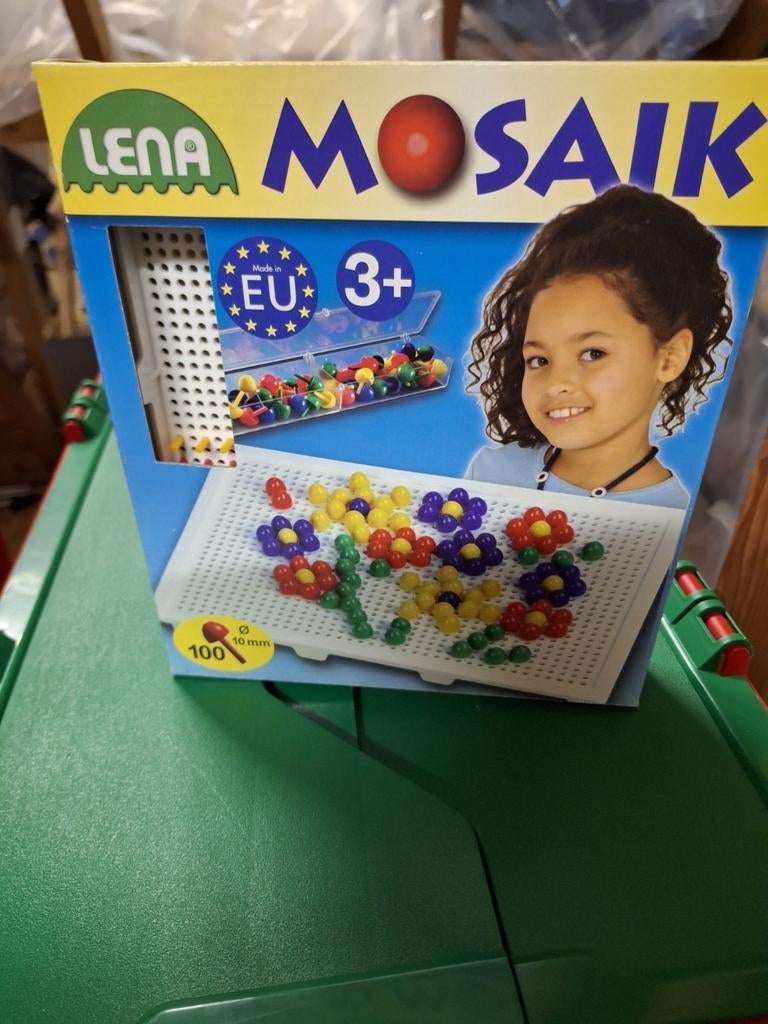 LENA®
MOSAIK
Made in
EU
3+
100
Ø
10 mm